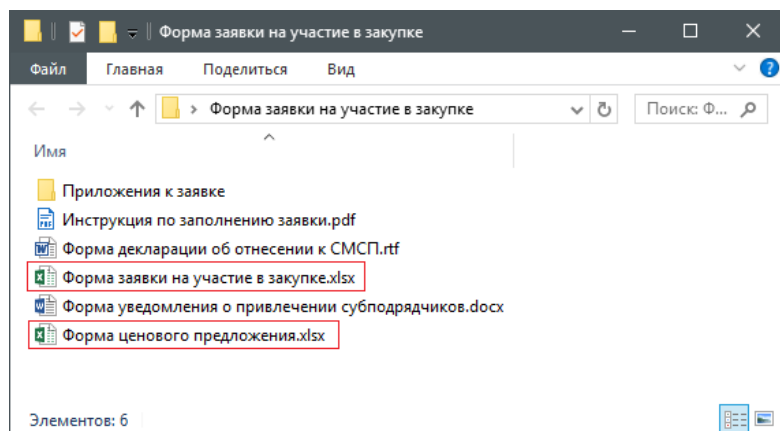 Форма заявки на участие в закупке
Файл Главная Поделиться Вид
Форма заявки на участие в закупке Поиск: Ф...
Имя
Приложения к заявке
Инструкция по заполнению заявки.pdf
Форма декларации об отнесении к СМСП.rtf
Форма заявки на участие в закупке.xlsx
Форма уведомления о привлечении субподрядчиков.docx
Форма ценового предложения.xlsx
Элементов: 6